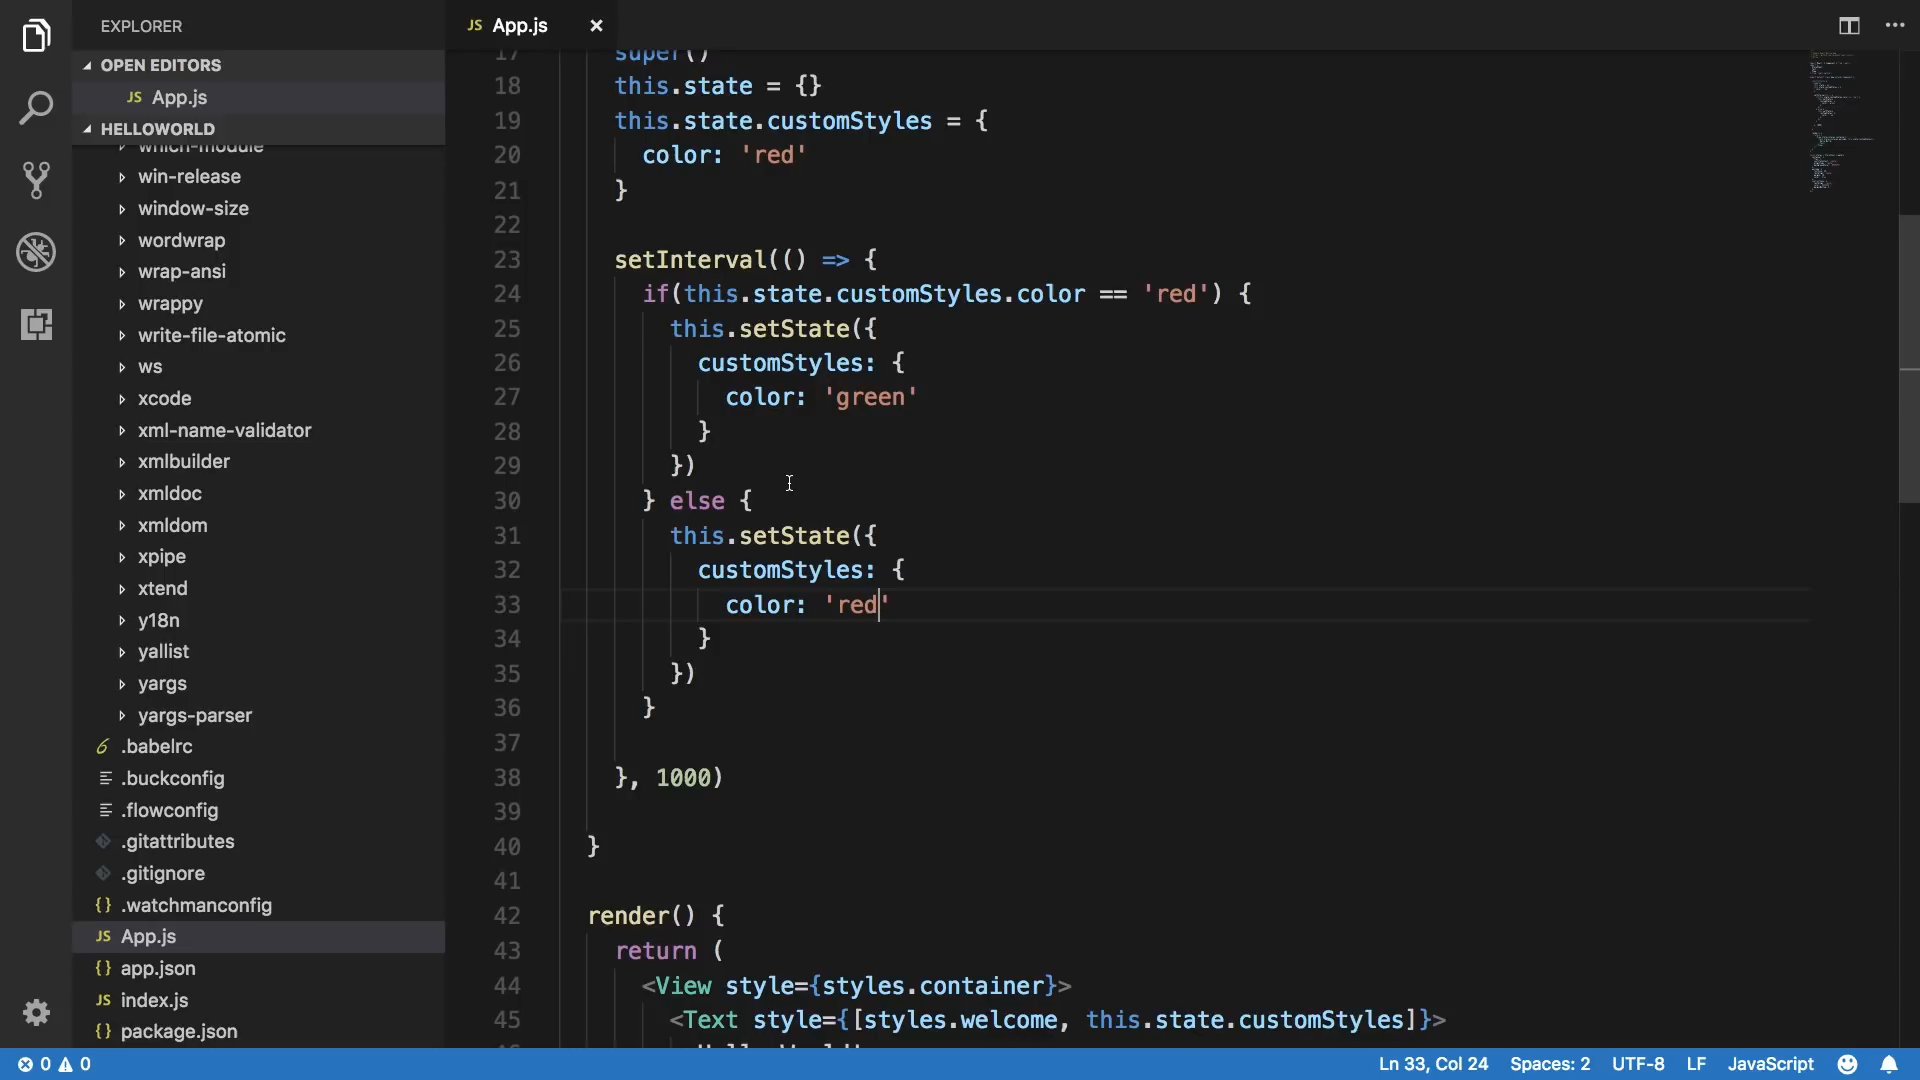 EXPLORER
OPEN EDITORS
JS App.js
HELLOWORLD
which-module
win-release
window-size
wordwrap
wrap-ansi
wrappy
write-file-atomic
ws
xcode
xml-name-validator
xmlbuilder
xmldoc
xmldom
xpipe
xtend
y18n
yallist
yargs
yargs-parser
.babelrc
.buckconfig
.flowconfig
.gitattributes
.gitignore
{} .watchmanconfig
JS App.js
{} app.json
JS index.js
{} package.json
JS App.js ×
17 super()
18 this.state = {}
19 this.state.customStyles = {
20 color: 'red'
21 }
22
23 setInterval(() => {
24 if(this.state.customStyles.color == 'red') {
25 this.setState({
26 customStyles: {
27 color: 'green'
28 }
29 })
30 } else {
31 this.setState({
32 customStyles: {
33 color: 'red'
34 }
35 })
36 }
37
38 }, 1000)
39
40 }
41
42 render() {
43 return (
44 <View style={styles.container}>
45 <Text style={[styles.welcome, this.state.customStyles]}>
0 0 Ln 33, Col 24 Spaces: 2 UTF-8 LF JavaScript